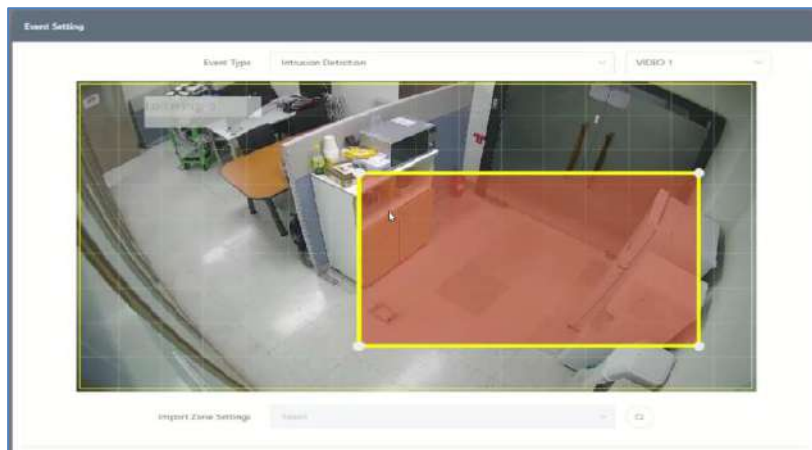 Event Setting
Event Type Intrusion Detection VIDEO 1
Import Zone Settings Select